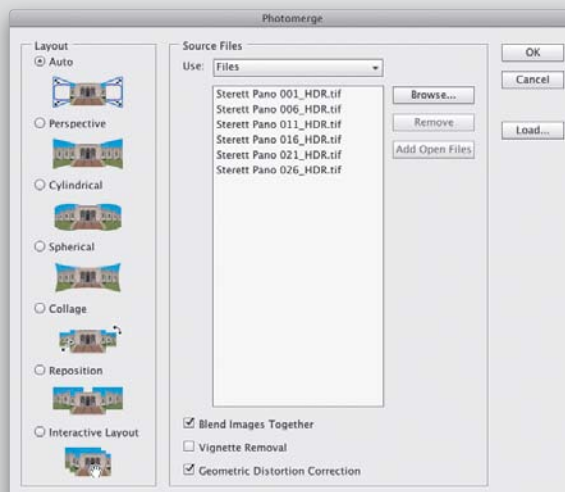 Photomerge
Layout
Auto
Perspective
Cylindrical
Spherical
Collage
Reposition
Interactive Layout
Source Files
Use: Files
Sterett Pano 001_HDR.tif
Sterett Pano 006_HDR.tif
Sterett Pano 011_HDR.tif
Sterett Pano 016_HDR.tif
Sterett Pano 021_HDR.tif
Sterett Pano 026_HDR.tif
Browse...
Remove
Add Open Files
Blend Images Together
Vignette Removal
Geometric Distortion Correction
OK
Cancel
Load...